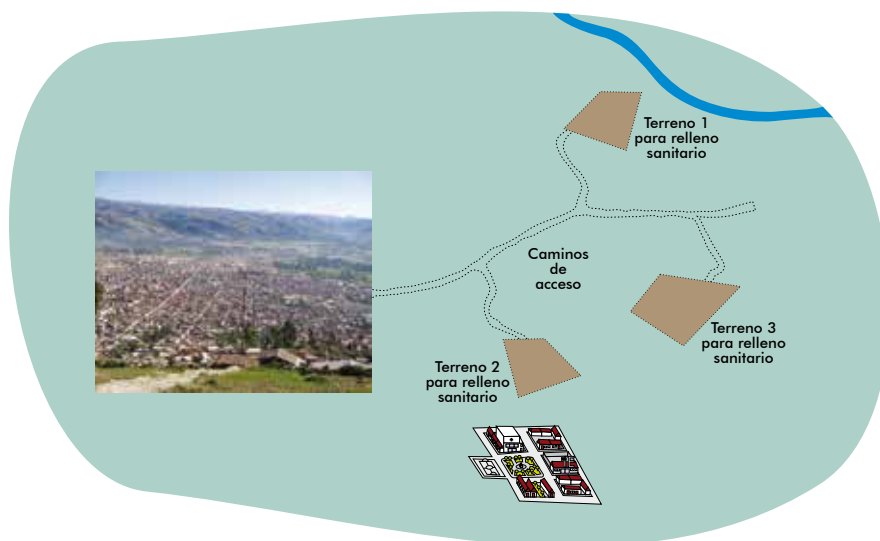 Terreno 1
para relleno
sanitario
Caminos
de
acceso
Terreno 3
para relleno
sanitario
Terreno 2
para relleno
sanitario